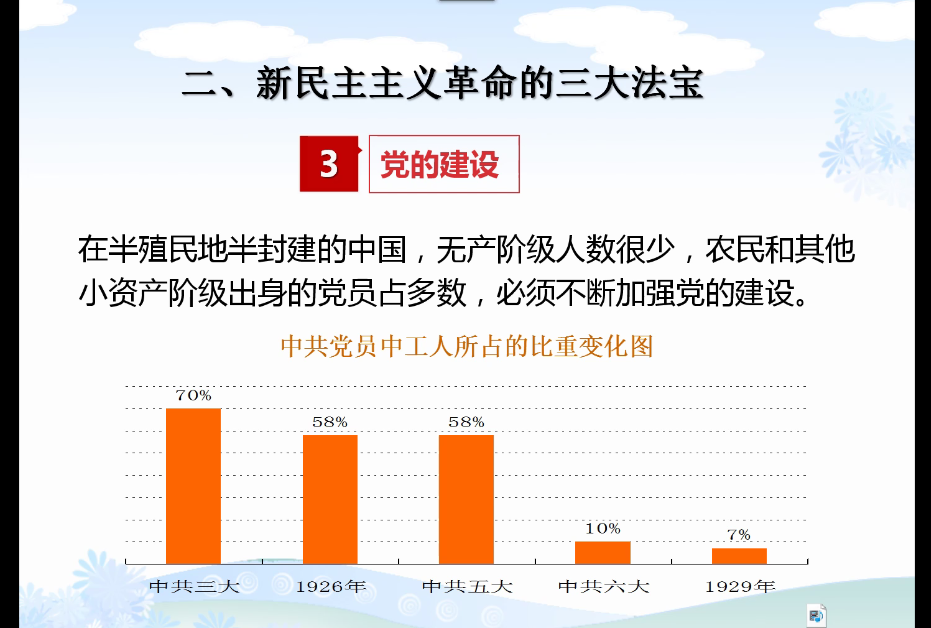 二、新民主主义革命的三大法宝
3 党的建设
在半殖民地半封建的中国，无产阶级人数很少，农民和其他
小资产阶级出身的党员占多数，必须不断加强党的建设。
中共党员中工人所占的比重变化图
70%
58% 58%
10%
7%
中共三大 1926年 中共五大 中共六大 1929年